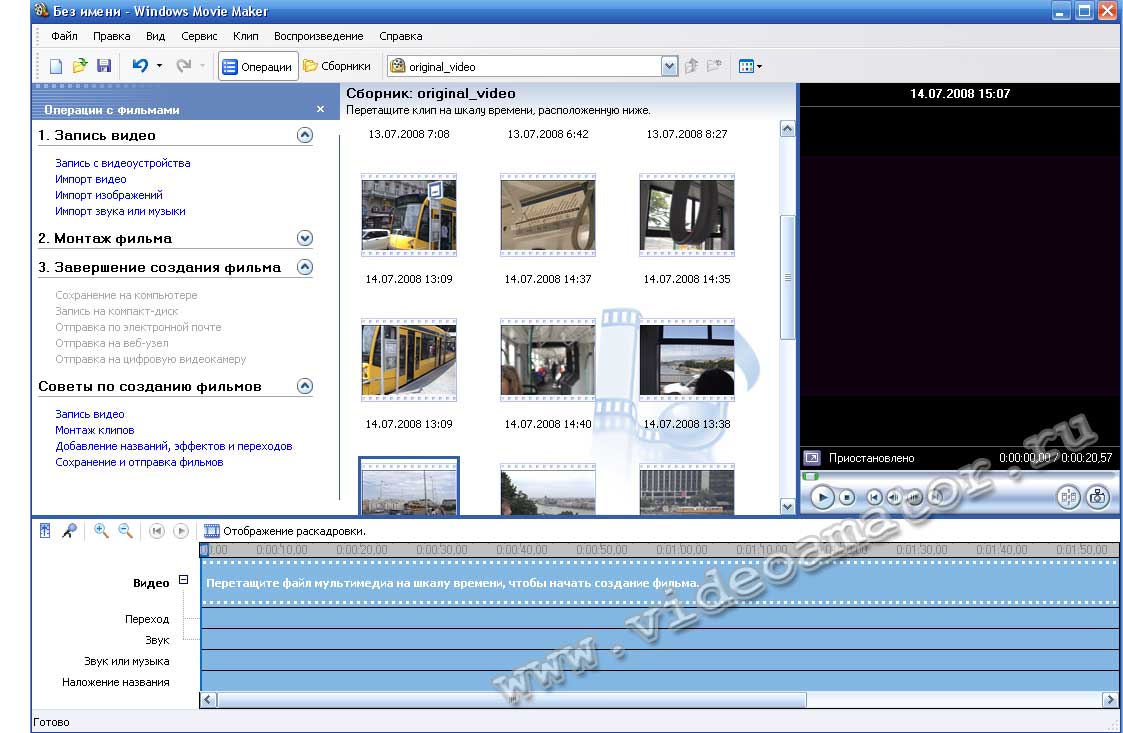 Без имени - Windows Movie Maker
Файл Правка Вид Сервис Клип Воспроизведение Справка
Операции Сборники original_video
Операции с фильмами
1. Запись видео
Запись с видеоустройства
Импорт видео
Импорт изображений
Импорт звука или музыки
2. Монтаж фильма
3. Завершение создания фильма
Сохранение на компьютере
Запись на компакт-диск
Отправка по электронной почте
Отправка на веб-узел
Отправка на цифровую видеокамеру
Советы по созданию фильмов
Запись видео
Монтаж клипов
Добавление названий, эффектов и переходов
Сохранение и отправка фильмов
Сборник: original_video
Перетащите клип на шкалу времени, расположенную ниже.
13.07.2008 7:08 13.07.2008 6:42 13.07.2008 8:27
14.07.2008 13:09 14.07.2008 14:37 14.07.2008 14:35
14.07.2008 13:09 14.07.2008 14:40 14.07.2008 13:38
14.07.2008 15:07
Приостановлено 0:00:00,00 / 0:00:20,57
Отображение раскадровки.
0:00:10,00 0:00:20,00 0:00:30,00 0:00:40,00 0:00:50,00 0:01:00,00 0:01:30,00 0:01:40,00 0:01:50,00
Видео
Перетащите файл мультимедиа на шкалу времени, чтобы начать создание фильма.
Переход
Звук
Звук или музыка
Наложение названия
Готово
www.videoamator.ru